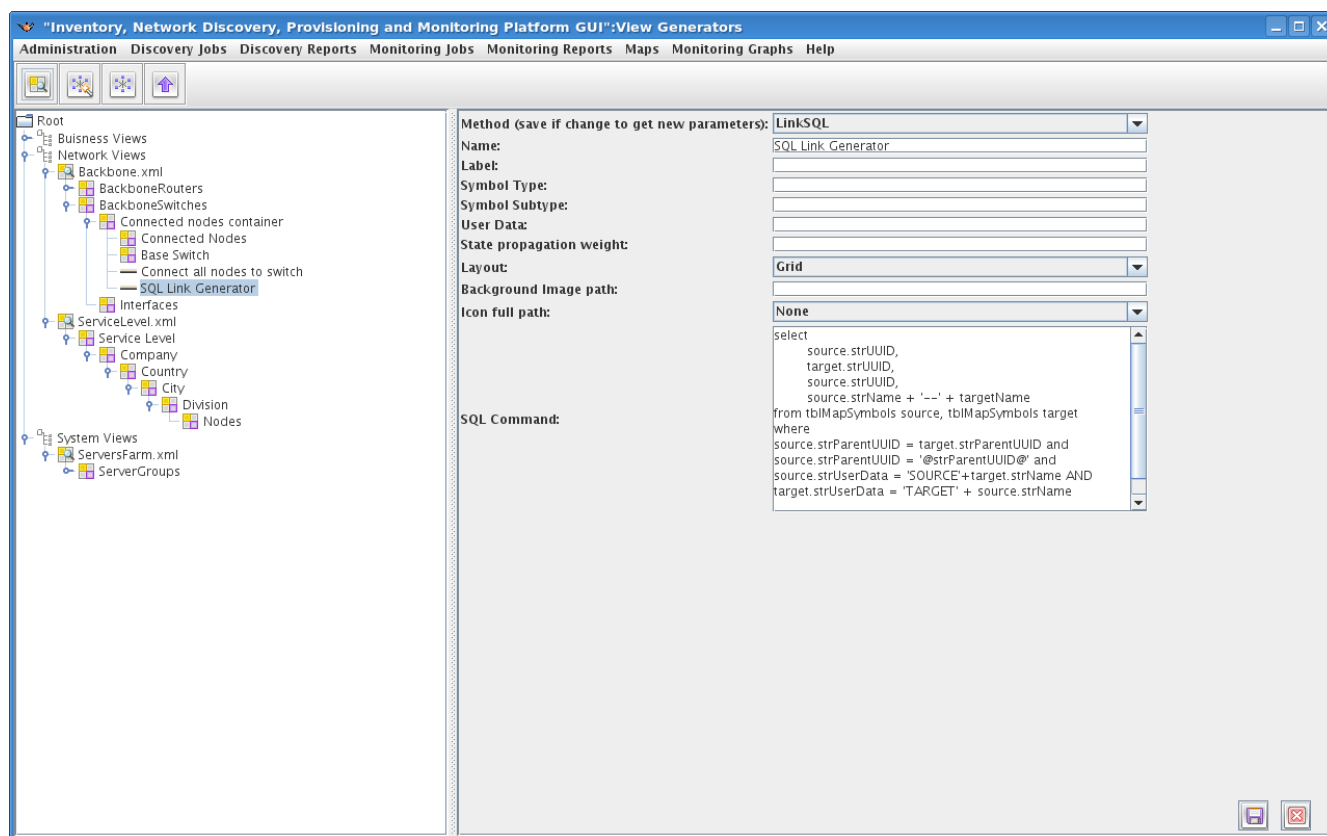 "Inventory, Network Discovery, Provisioning and Monitoring Platform GUI":View Generators
Administration Discovery Jobs Discovery Reports Monitoring Jobs Monitoring Reports Maps Monitoring Graphs Help
Root
Buisness Views
Network Views
Backbone.xml
BackboneRouters
BackboneSwitches
Connected nodes container
Connected Nodes
Base Switch
Connect all nodes to switch
SQL Link Generator
Interfaces
ServiceLevel.xml
Service Level
Company
Country
City
Division
Nodes
System Views
ServersFarm.xml
ServerGroups
Method (save if change to get new parameters): LinkSQL
Name: SQL Link Generator
Label:
Symbol Type:
Symbol Subtype:
User Data:
State propagation weight:
Layout: Grid
Background Image path:
Icon full path: None
SQL Command:
select
source.strUUID,
target.strUUID,
source.strUUID,
source.strName + '--' + targetName
from tblMapSymbols source, tblMapSymbols target
where
source.strParentUUID = target.strParentUUID and
source.strParentUUID = '@strParentUUID@' and
source.strUserData = 'SOURCE'+target.strName AND
target.strUserData = 'TARGET' + source.strName